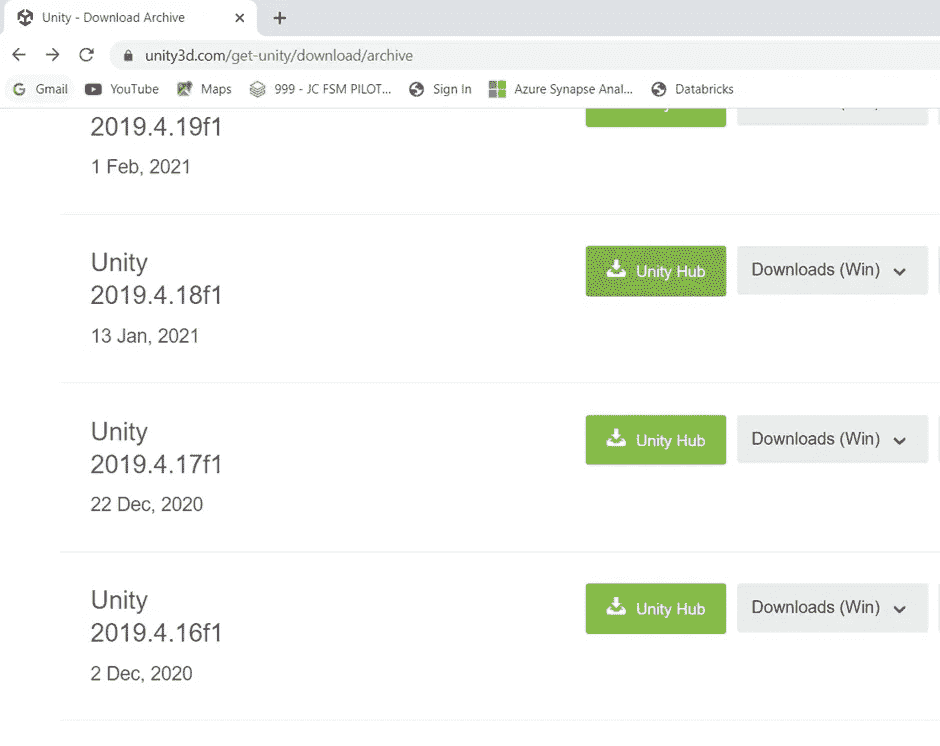 Unity - Download Archive
unity3d.com/get-unity/download/archive
Gmail YouTube Maps 999 - JC FSM PILOT... Sign In Azure Synapse Anal... Databricks
2019.4.19f1
1 Feb, 2021
Unity
2019.4.18f1
13 Jan, 2021
Unity Hub Downloads (Win)
Unity
2019.4.17f1
22 Dec, 2020
Unity Hub Downloads (Win)
Unity
2019.4.16f1
2 Dec, 2020
Unity Hub Downloads (Win)